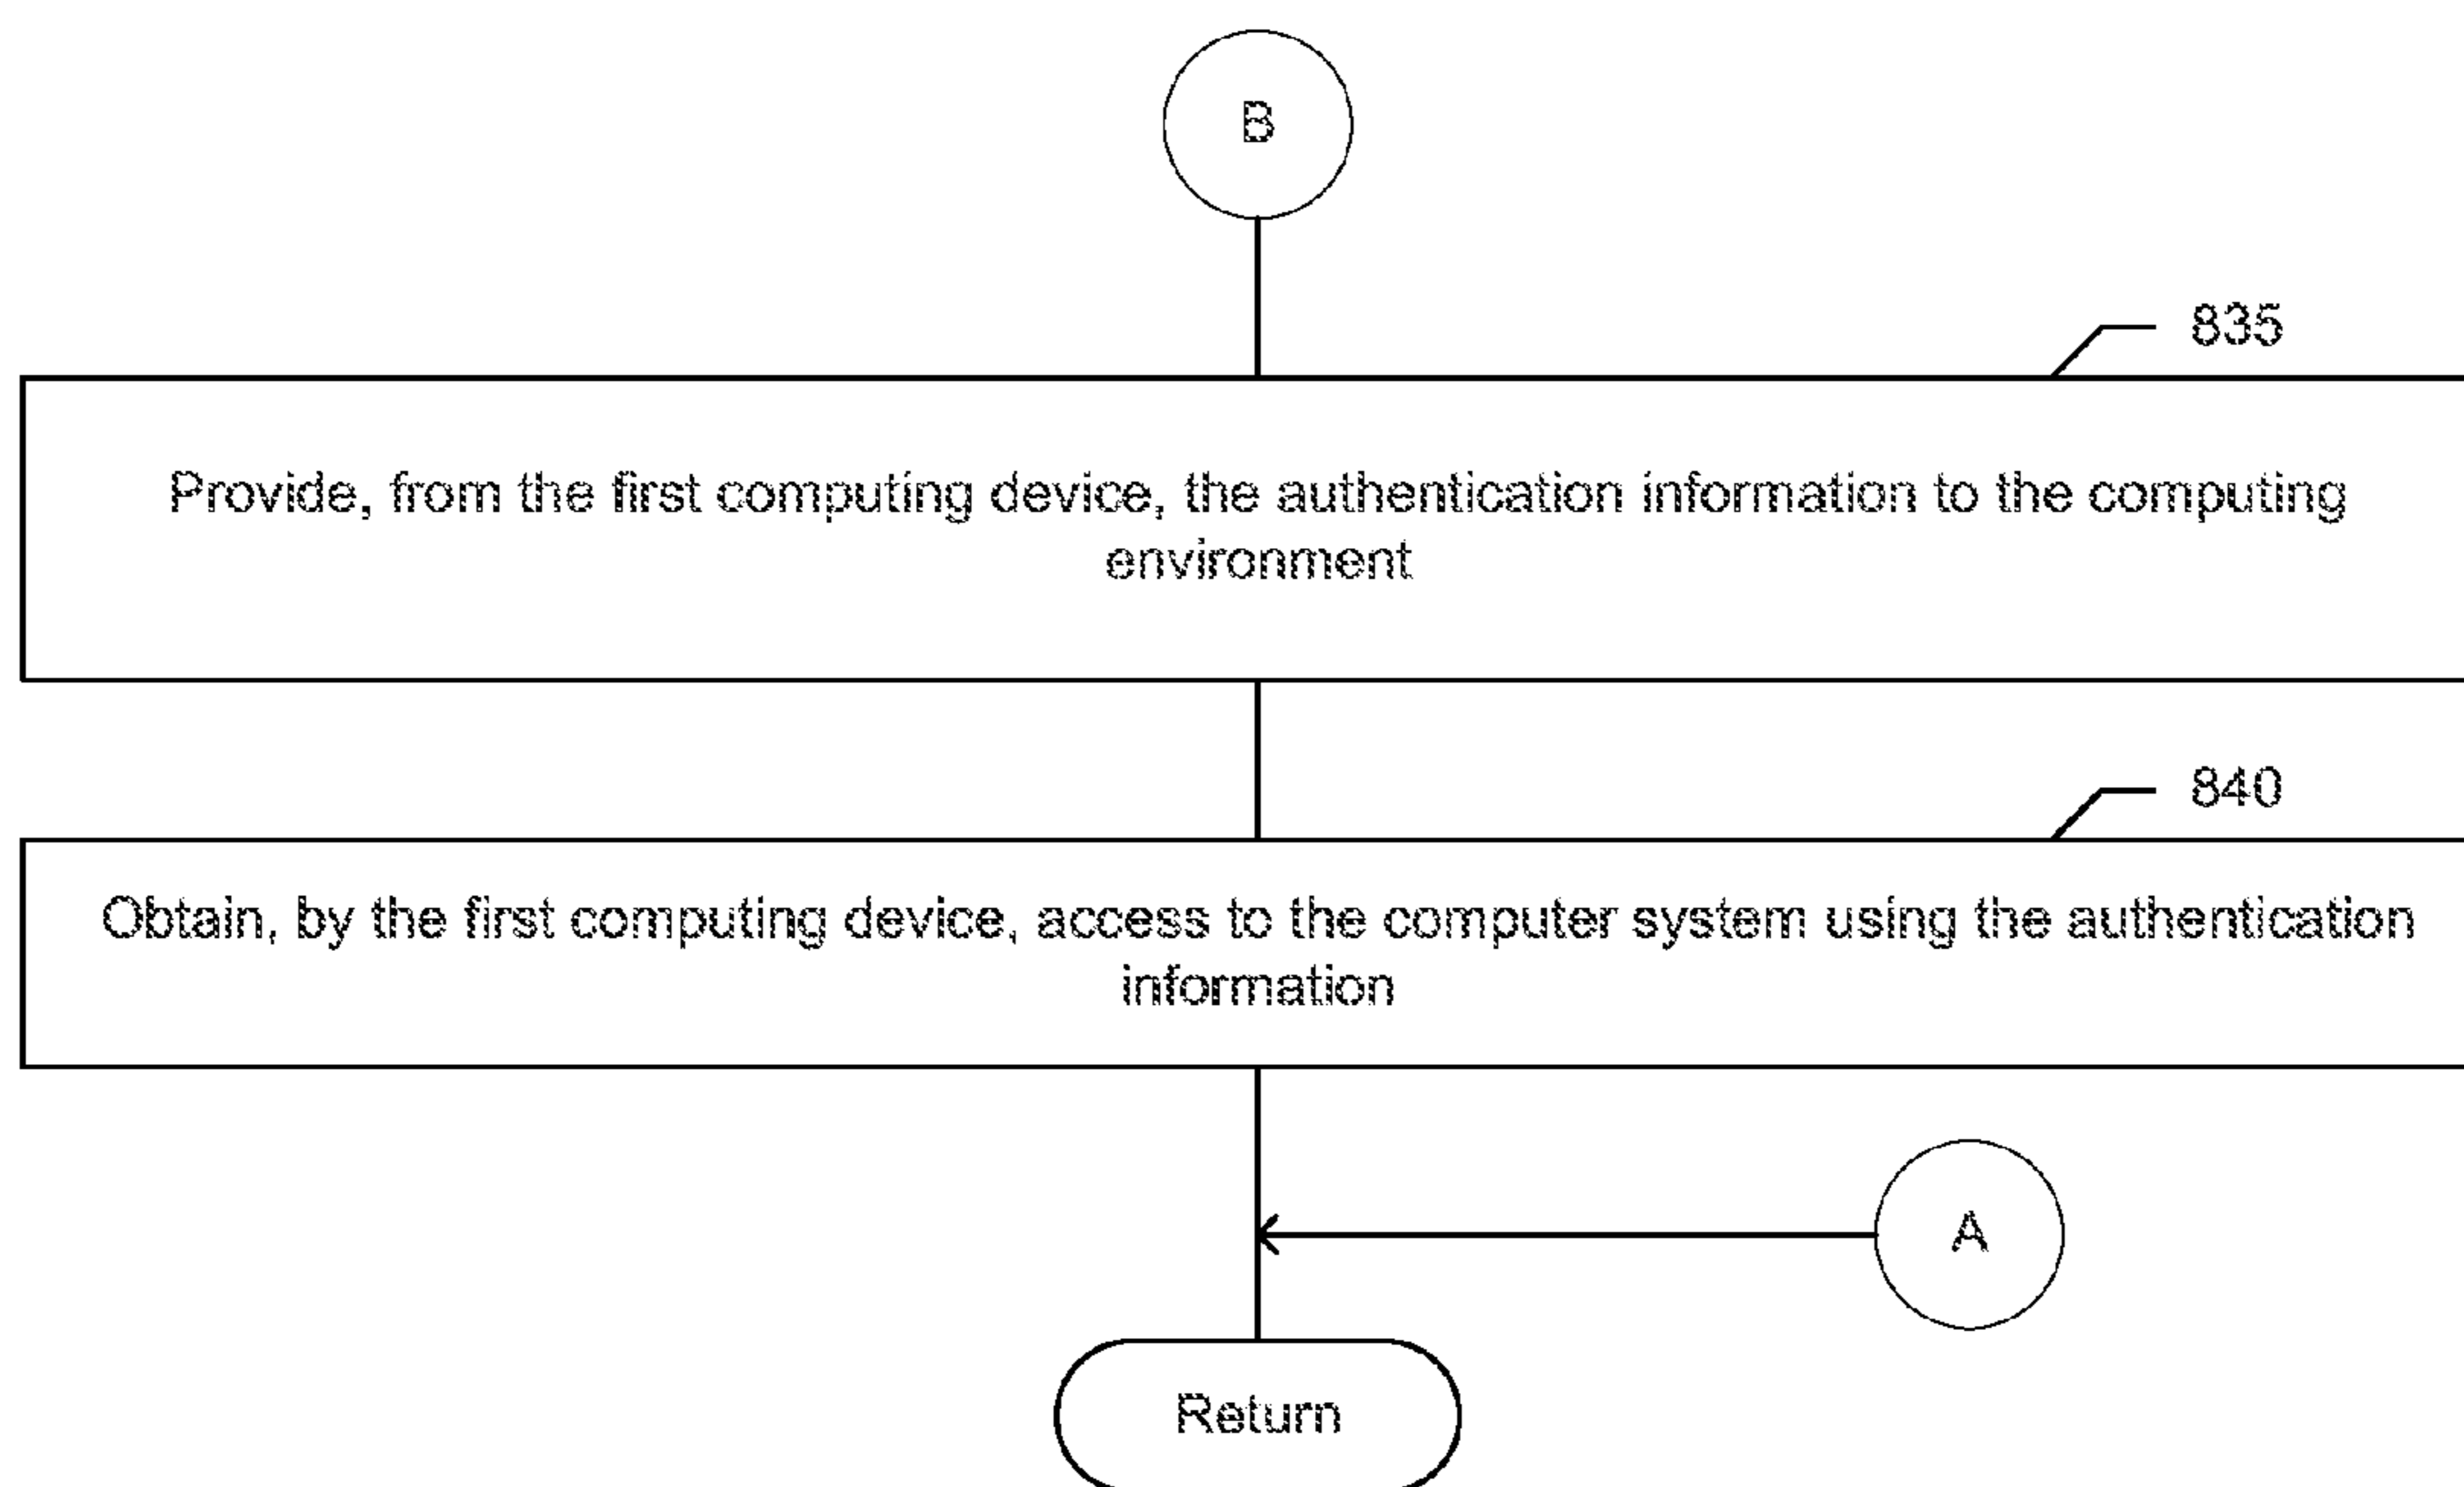 B
835
Provide, from the first computing device, the authentication information to the computing
environment
840
Obtain, by the first computing device, access to the computer system using the authentication
information
A
Return